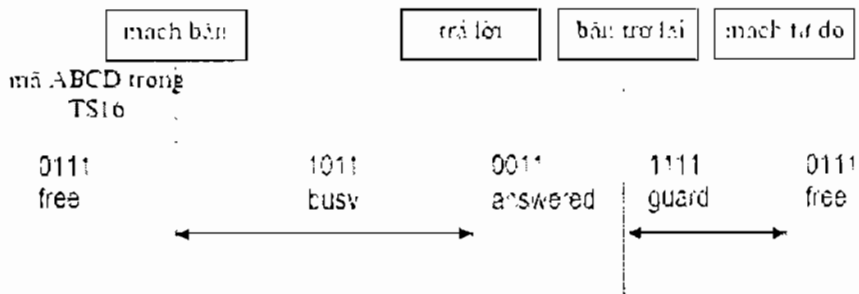 mạch bận
trả lời
bận trở lại
mạch tự do
mã ABCD trong
TS16
0111
1011
0011
1111
0111
free
busy
answered
guard
free